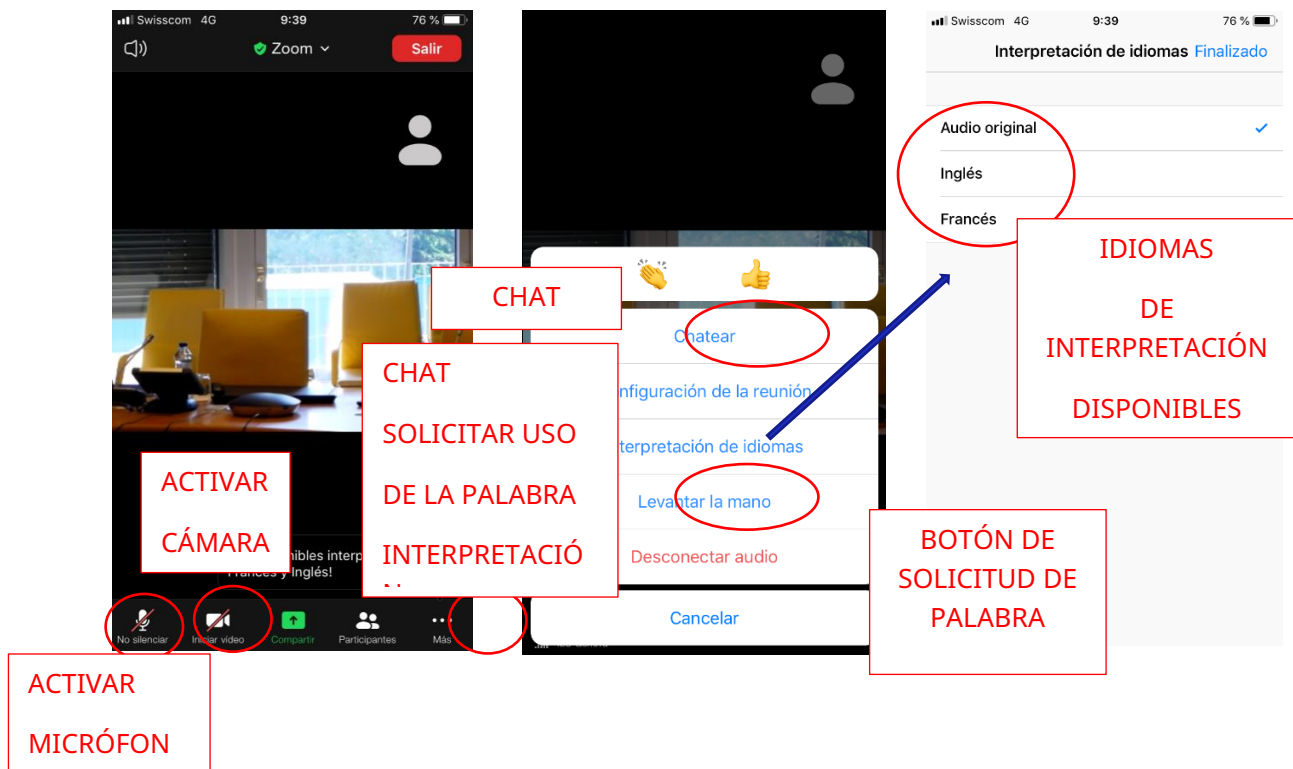 Swisscom 4G 9:39 76 %
Zoom Salir
CHAT
CHAT
SOLICITAR USO
DE LA PALABRA
INTERPRETACIÓ
ACTIVAR
CÁMARA
nibles interp
Francés y Inglés!
No silenciar Iniciar vídeo Compartir Participantes Más
ACTIVAR
MICRÓFON
Chatear
nfiguración de la reunión
terpretación de idiomas
Levantar la mano
Desconectar audio
Cancelar
Swisscom 4G 9:39 76 %
Interpretación de idiomas Finalizado
Audio original
Inglés
Francés
IDIOMAS
DE
INTERPRETACIÓN
DISPONIBLES
BOTÓN DE
SOLICITUD DE
PALABRA